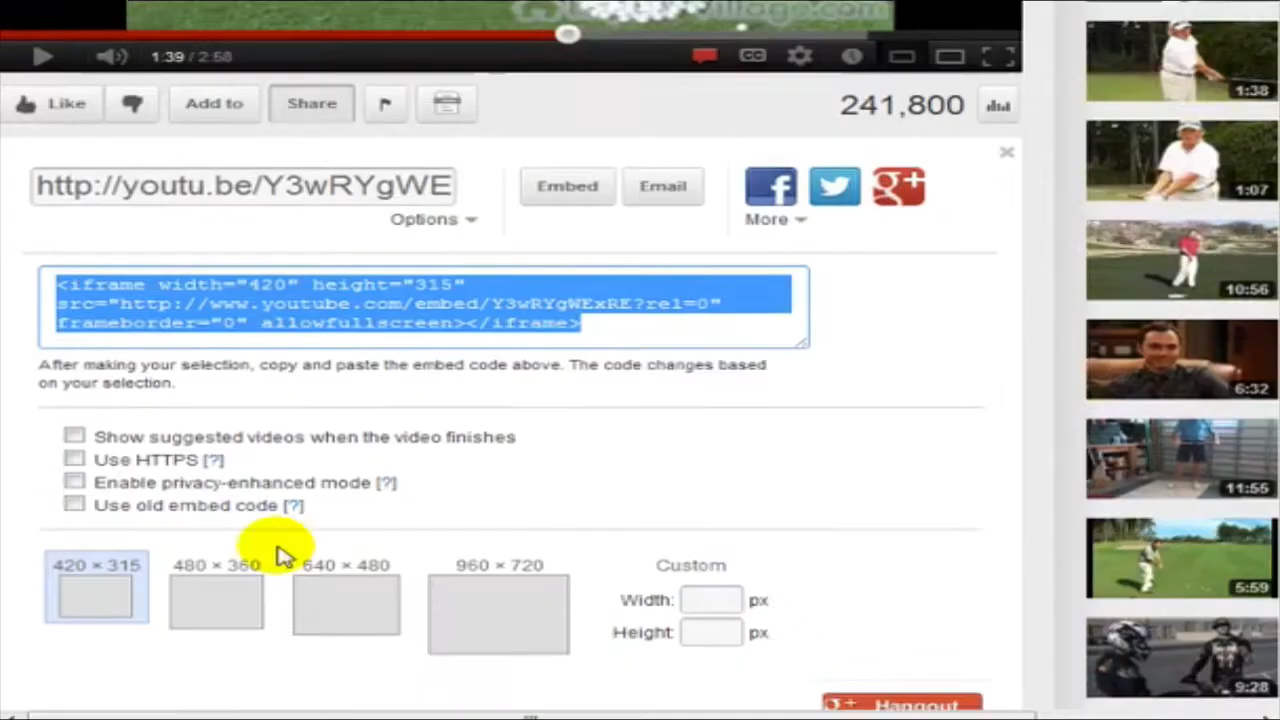 village.com
1:39 / 2:58
CC
Like
Add to
Share
241,800
http://youtu.be/Y3wRYgWE
Embed
Email
f
g+
Options
More
<iframe width="420" height="315"
src="http://www.youtube.com/embed/Y3wRYgWExRE?rel=0"
frameborder="0" allowfullscreen></iframe>
After making your selection, copy and paste the embed code above. The code changes based
on your selection.
Show suggested videos when the video finishes
Use HTTPS [?]
Enable privacy-enhanced mode [?]
Use old embed code [?]
420 × 315
480 × 360
640 × 480
960 × 720
Custom
Width: px
Height: px
g+ Hangout
1:38
1:07
10:56
6:32
11:55
5:59
9:28